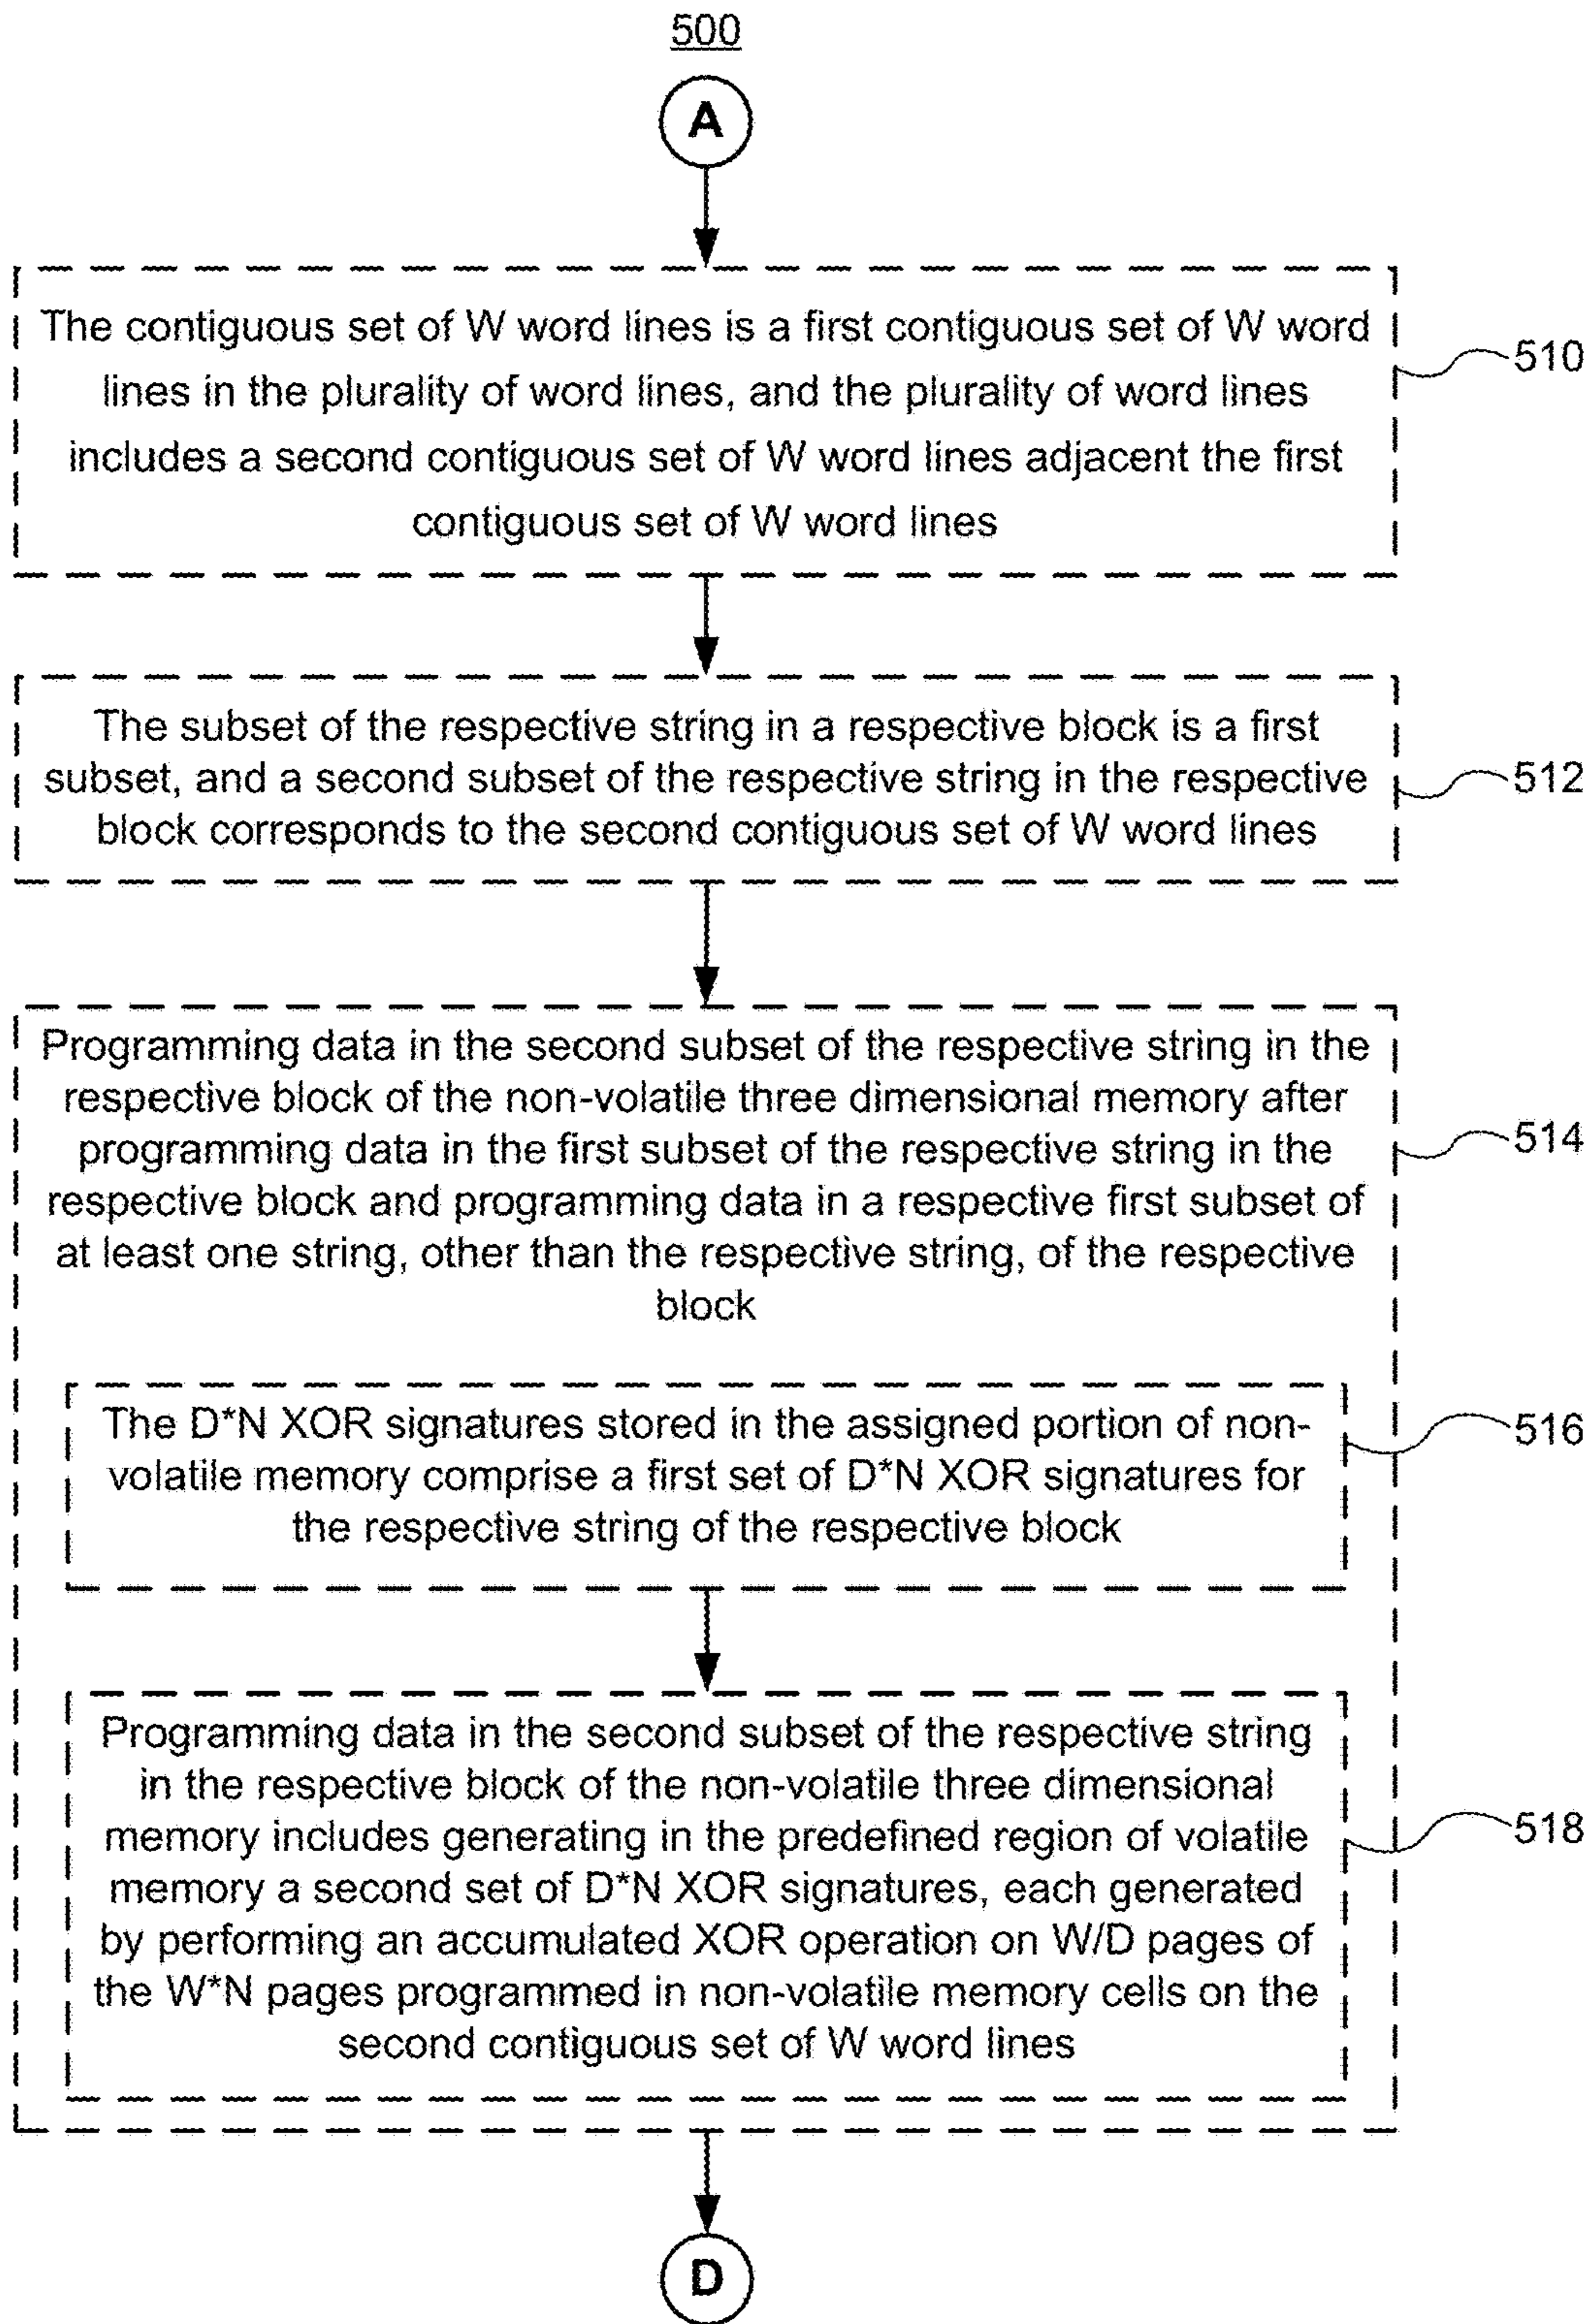 500
A
The contiguous set of W word lines is a first contiguous set of W word
lines in the plurality of word lines, and the plurality of word lines
includes a second contiguous set of W word lines adjacent the first
contiguous set of W word lines
510
The subset of the respective string in a respective block is a first
subset, and a second subset of the respective string in the respective
block corresponds to the second contiguous set of W word lines
512
Programming data in the second subset of the respective string in the
respective block of the non-volatile three dimensional memory after
programming data in the first subset of the respective string in the
respective block and programming data in a respective first subset of
at least one string, other than the respective string, of the respective
block
514
The D*N XOR signatures stored in the assigned portion of non-
volatile memory comprise a first set of D*N XOR signatures for
the respective string of the respective block
516
Programming data in the second subset of the respective string
in the respective block of the non-volatile three dimensional
memory includes generating in the predefined region of volatile
memory a second set of D*N XOR signatures, each generated
by performing an accumulated XOR operation on W/D pages of
the W*N pages programmed in non-volatile memory cells on the
second contiguous set of W word lines
518
D